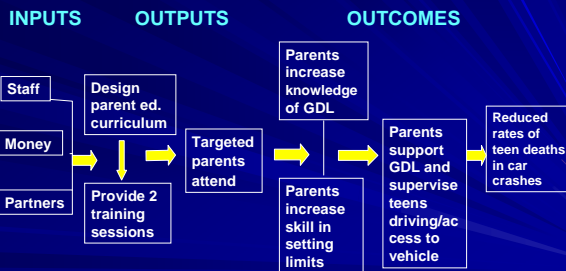 INPUTS OUTPUTS OUTCOMES
Staff
Money
Partners
Design
parent ed.
curriculum
Provide 2
training
sessions
Targeted
parents
attend
Parents
increase
knowledge
of GDL
Parents
increase
skill in
setting
limits
Parents
support
GDL and
supervise
teens
driving/ac
cess to
vehicle
Reduced
rates of
teen deaths
in car
crashes